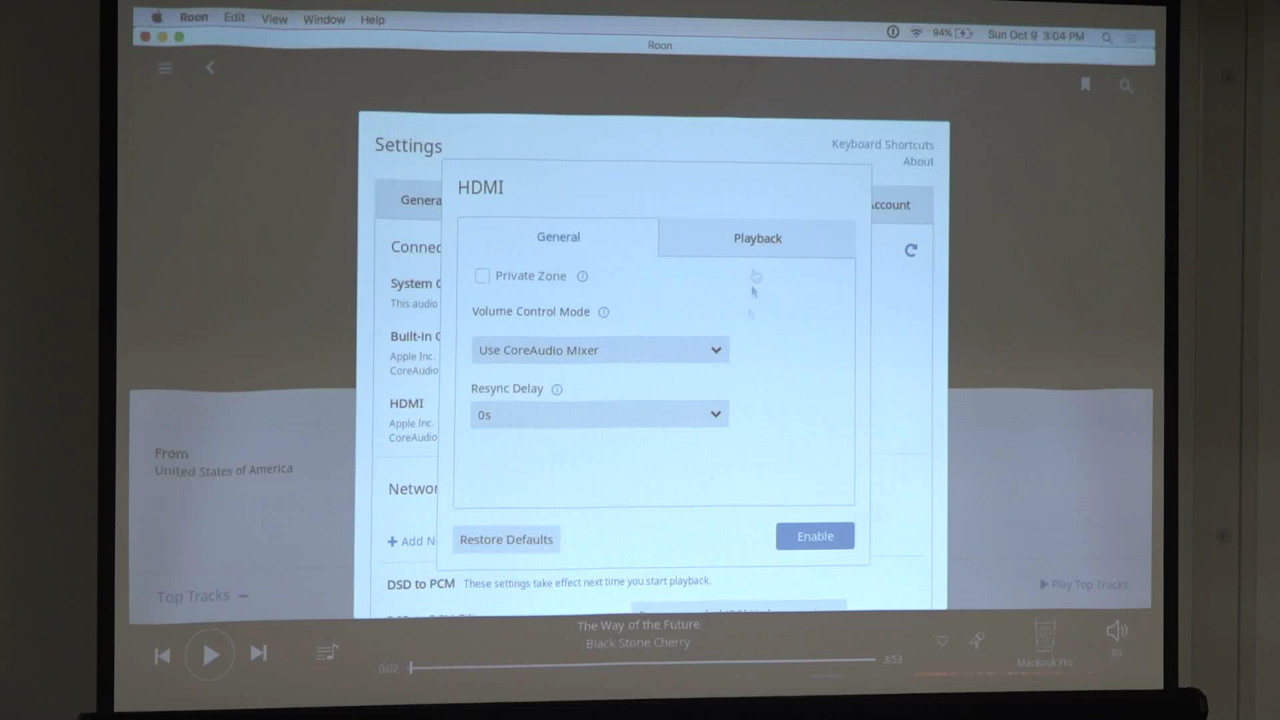 Roon Edit View Window Help
94% Sun Oct 9 3:04 PM
Roon
Settings
Keyboard Shortcuts
About
Genera
Account
HDMI
General
Playback
Connec
System
This audio
Private Zone
Volume Control Mode
Built-In
Apple Inc.
CoreAudio
Use CoreAudio Mixer
Resync Delay
HDMI
Apple Inc.
CoreAudio
0s
From
United States of America
Networ
+ Add N
Restore Defaults
Enable
DSD to PCM These settings take effect next time you start playback.
Top Tracks
Play Top Tracks
The Way of the Future
Black Stone Cherry
0:02
3:53
MacBook Pro